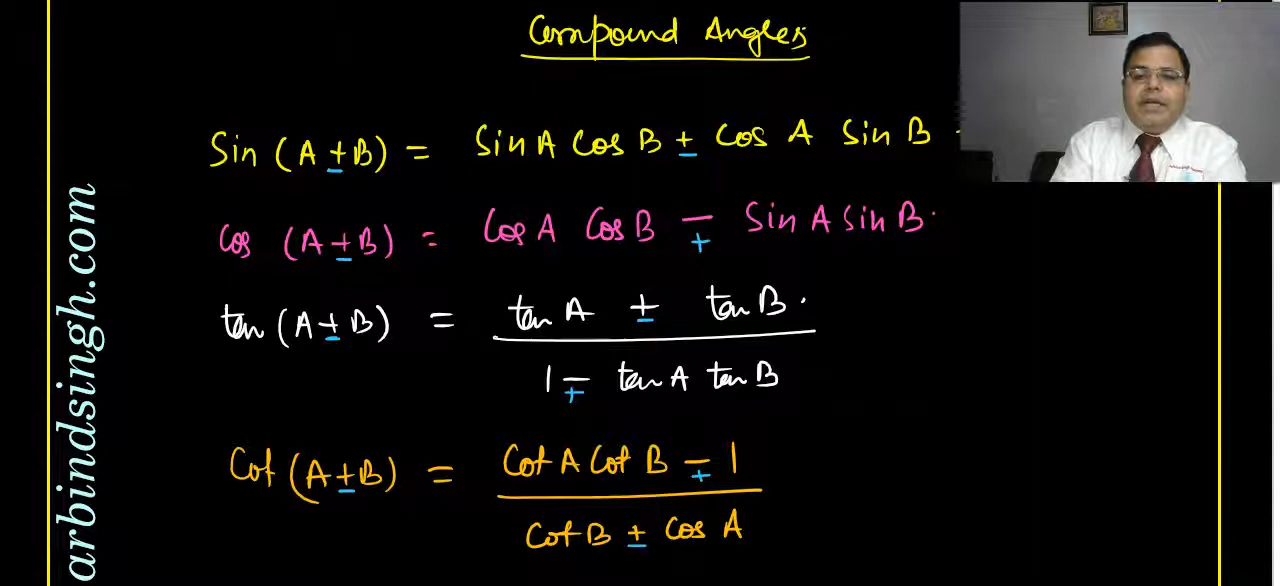 Compound Angles
Sin (A ± B) = Sin A Cos B ± Cos A Sin B
Cos (A ± B) = Cos A Cos B ∓ Sin A Sin B.
tan (A ± B) = tan A ± tan B. / 1 ∓ tan A tan B
Cot (A ± B) = Cot A Cot B ∓ 1 / Cot B ± Cos A
arbindsingh.com